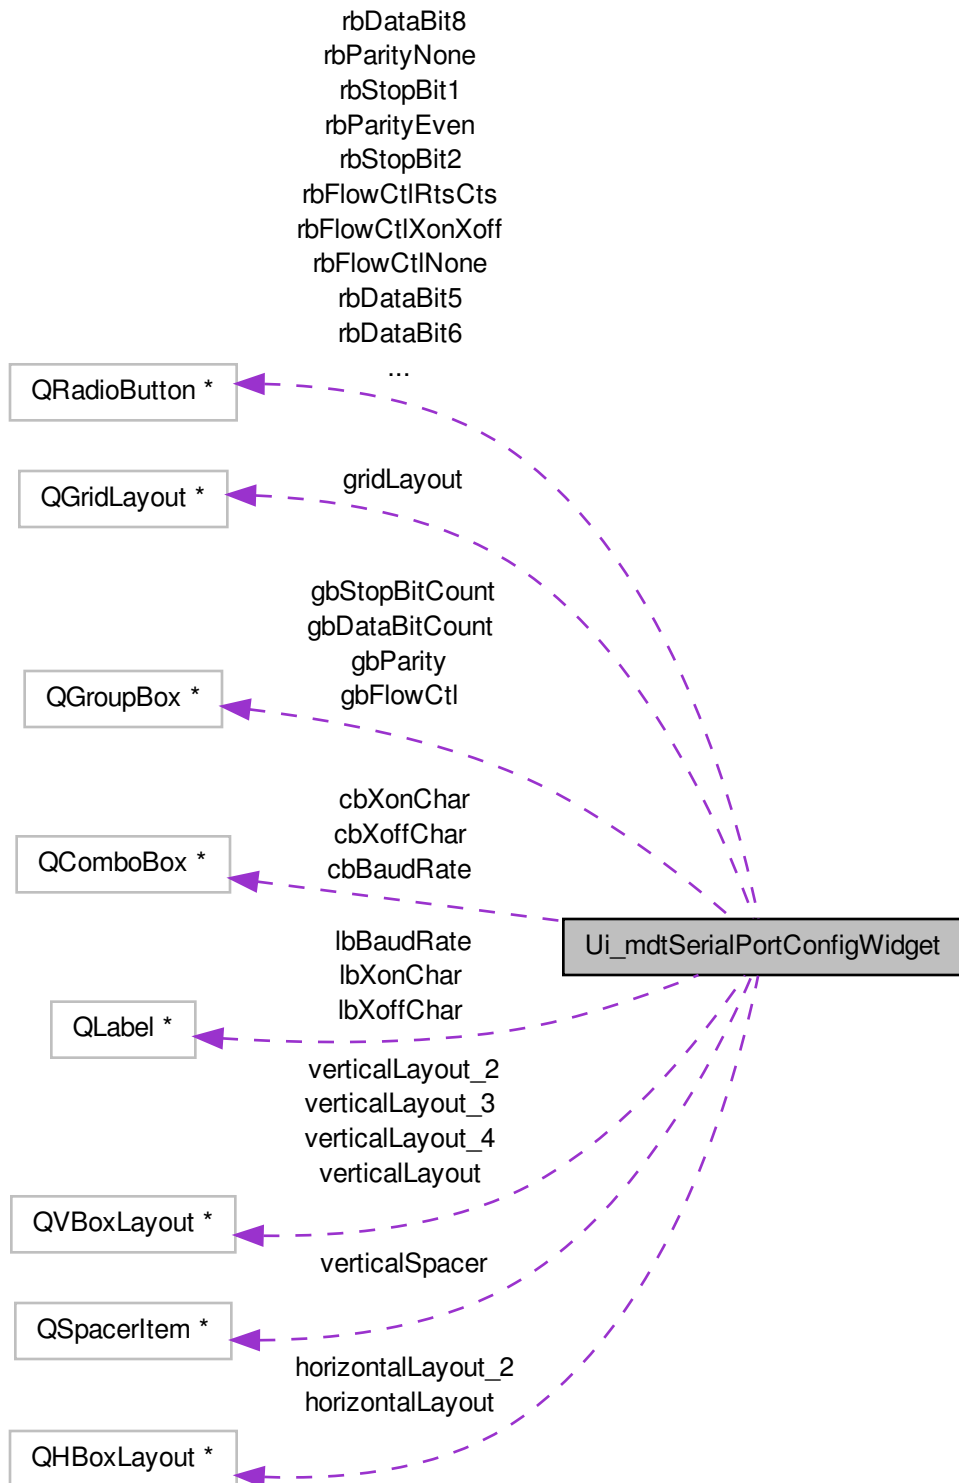 rbDataBit8
rbParityNone
rbStopBit1
rbParityEven
rbStopBit2
rbFlowCtlRtsCts
rbFlowCtlXonXoff
rbFlowCtlNone
rbDataBit5
rbDataBit6
...
QRadioButton *
gridLayout
QGridLayout *
gbStopBitCount
gbDataBitCount
gbParity
gbFlowCtl
QGroupBox *
cbXonChar
cbXoffChar
cbBaudRate
QComboBox *
Ui_mdtSerialPortConfigWidget
lbBaudRate
lbXonChar
lbXoffChar
QLabel *
verticalLayout_2
verticalLayout_3
verticalLayout_4
verticalLayout
QVBoxLayout *
verticalSpacer
QSpacerItem *
horizontalLayout_2
horizontalLayout
QHBoxLayout *